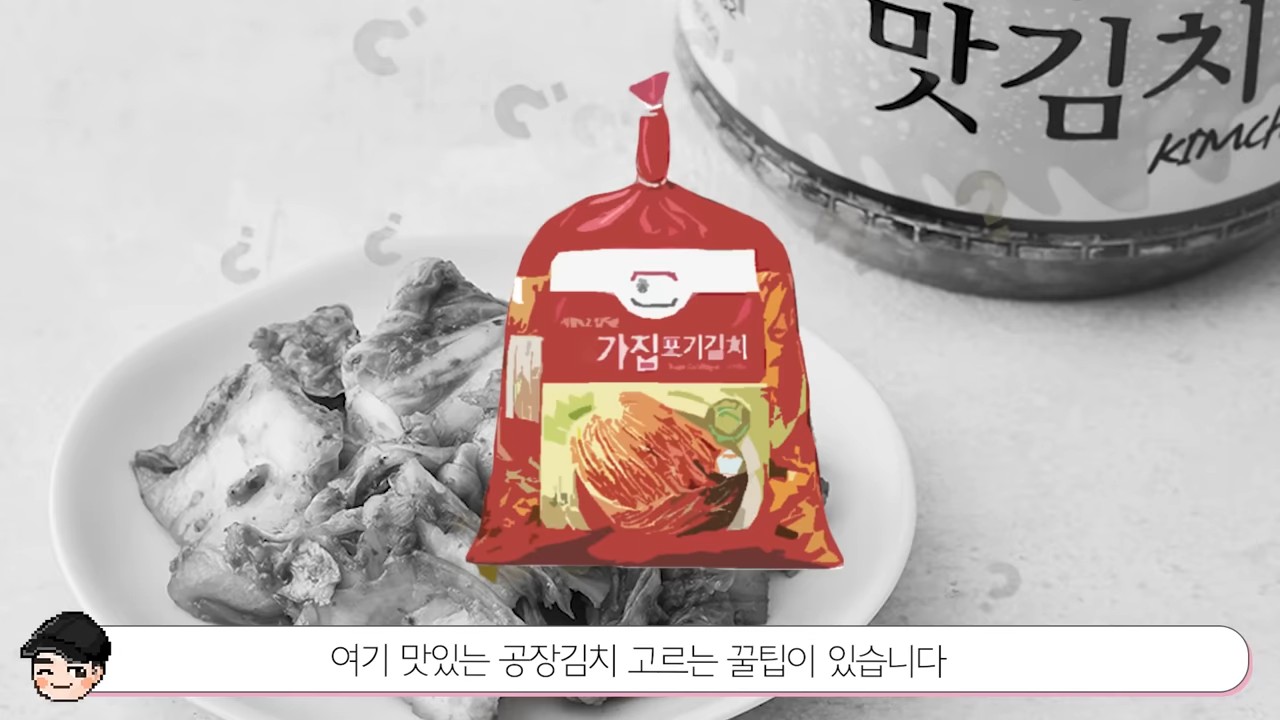 맛김치
가집포기김치
여기 맛있는 공장김치 고르는 꿀팁이 있습니다